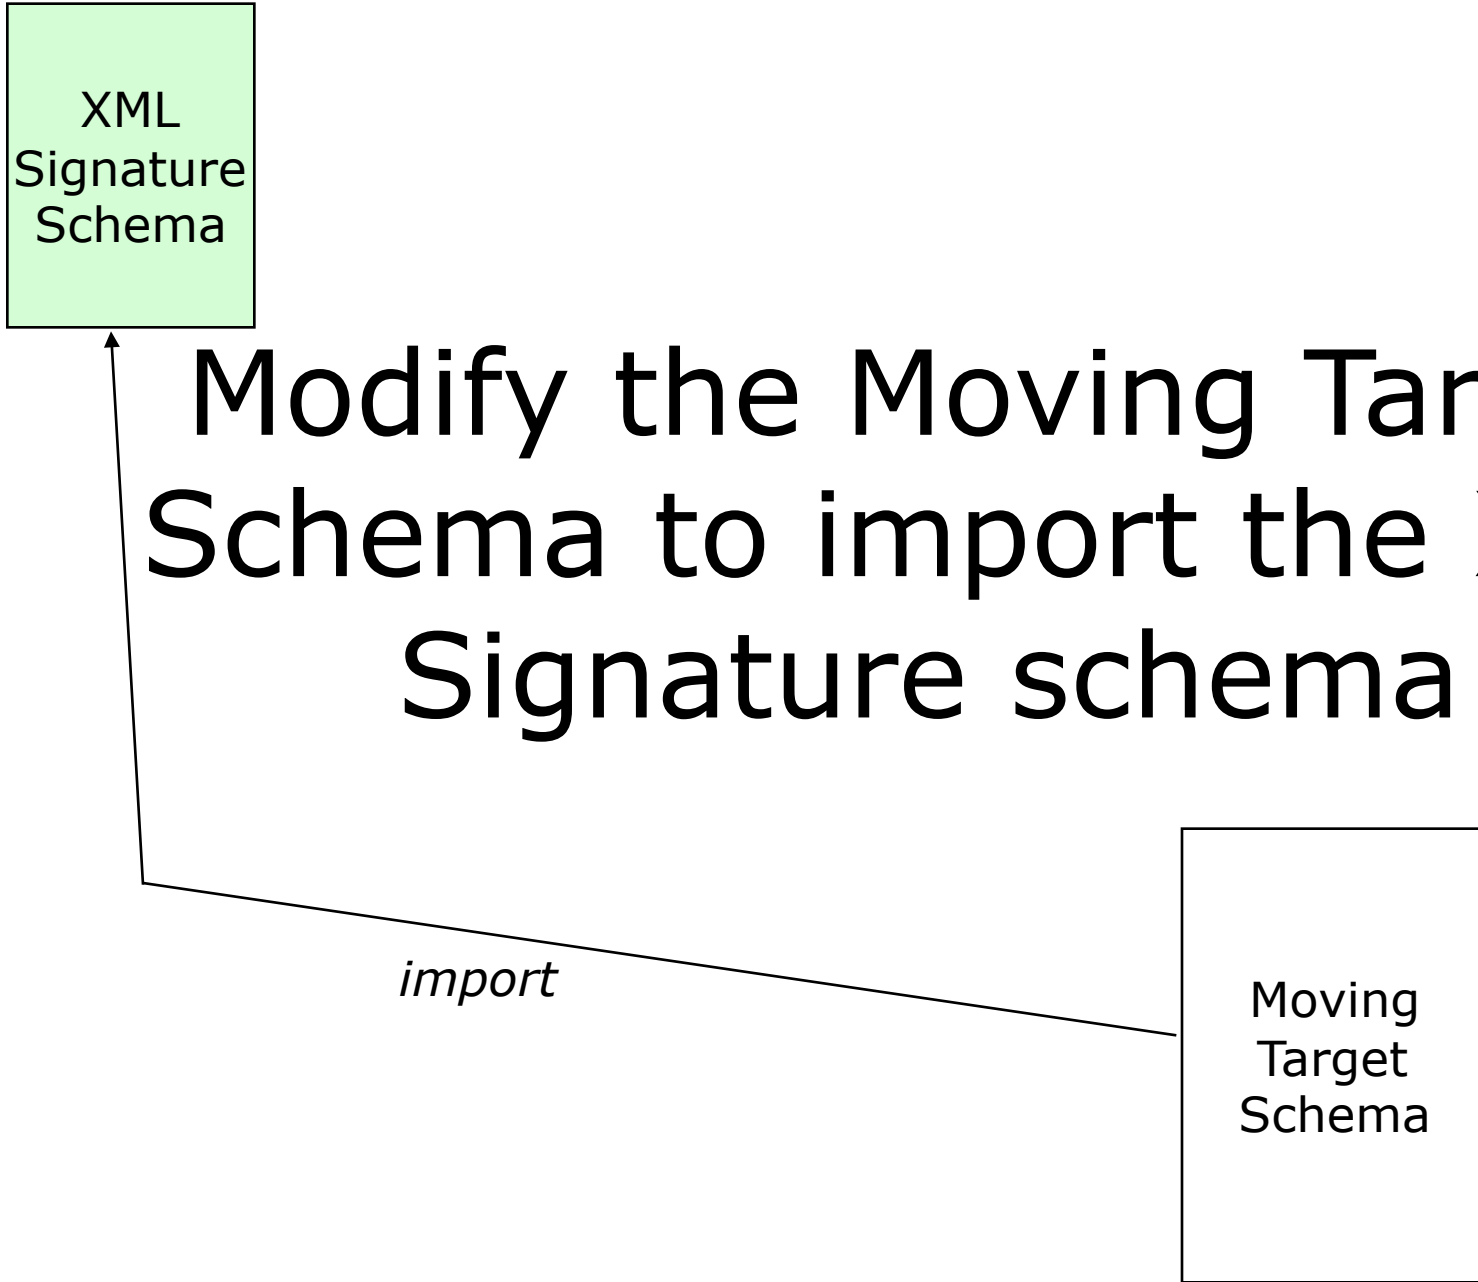 XML
Signature
Schema
Modify the Moving Tar
Schema to import the
Signature schema
import
Moving
Target
Schema